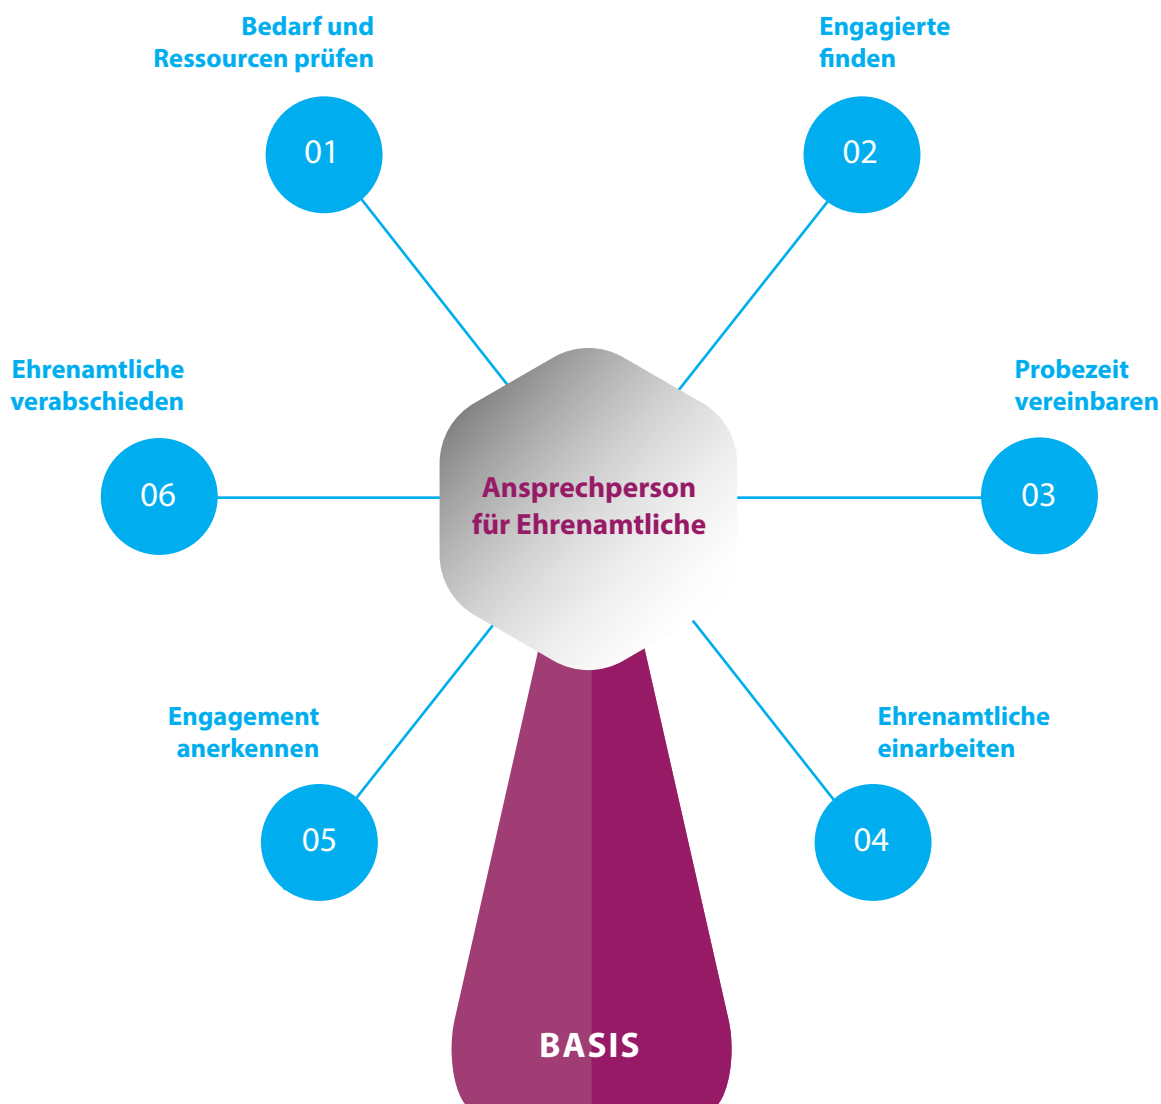 Bedarf und
Ressourcen prüfen
01
Engagierte
finden
02
Probezeit
vereinbaren
03
Ehrenamtliche
einarbeiten
04
Engagement
anerkennen
05
Ehrenamtliche
verabschieden
06
Ansprechperson
für Ehrenamtliche
BASIS